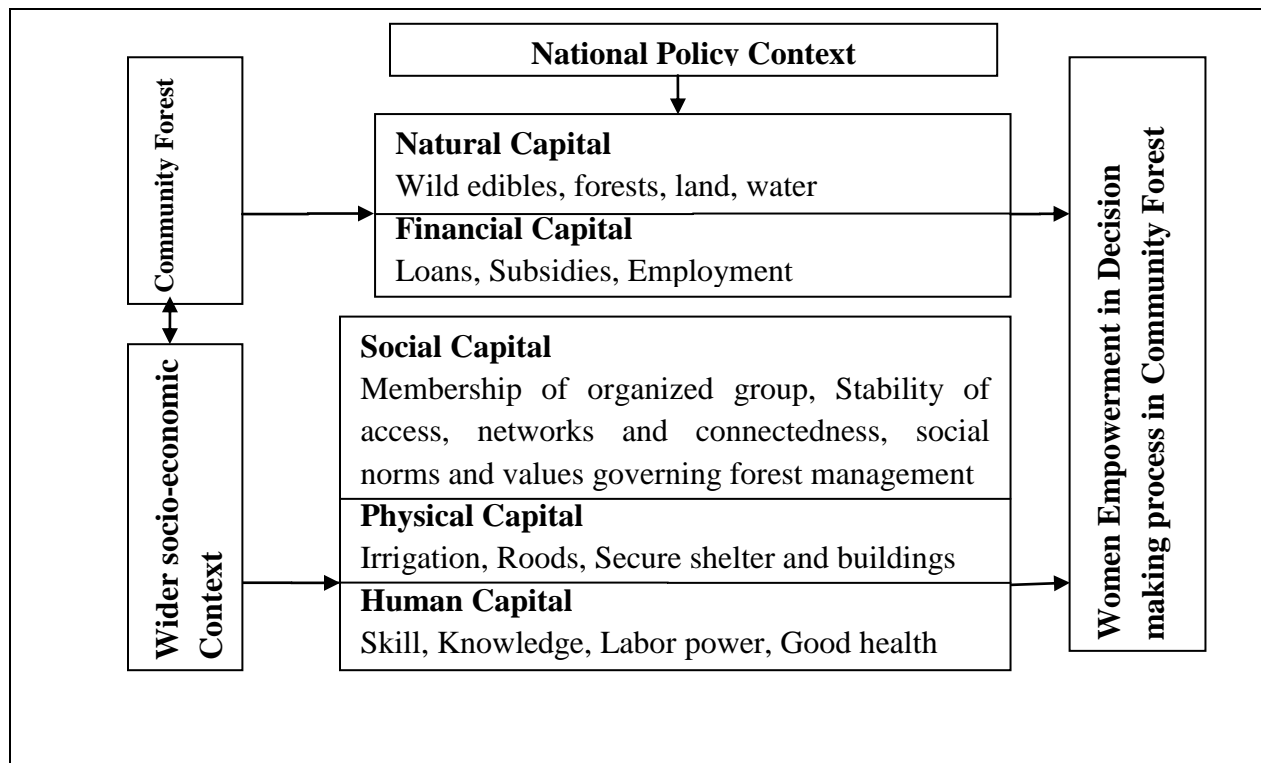 National Policy Context
Community Forest
Natural Capital
Wild edibles, forests, land, water
Financial Capital
Loans, Subsidies, Employment
Wider socio-economic
Context
Social Capital
Membership of organized group, Stability of
access, networks and connectedness, social
norms and values governing forest management
Physical Capital
Irrigation, Roods, Secure shelter and buildings
Human Capital
Skill, Knowledge, Labor power, Good health
Women Empowerment in Decision
making process in Community Forest